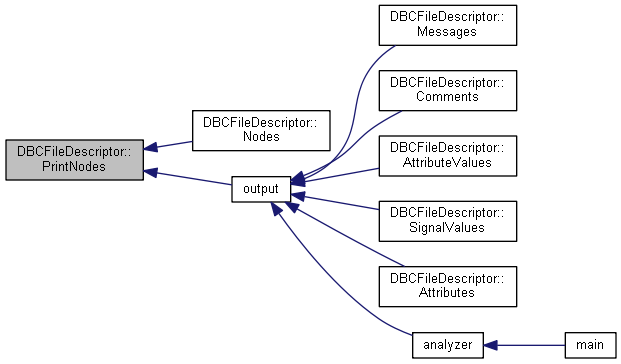 DBCFileDescriptor::
PrintNodes
DBCFileDescriptor::
Nodes
output
DBCFileDescriptor::
Messages
DBCFileDescriptor::
Comments
DBCFileDescriptor::
AttributeValues
DBCFileDescriptor::
SignalValues
DBCFileDescriptor::
Attributes
analyzer
main